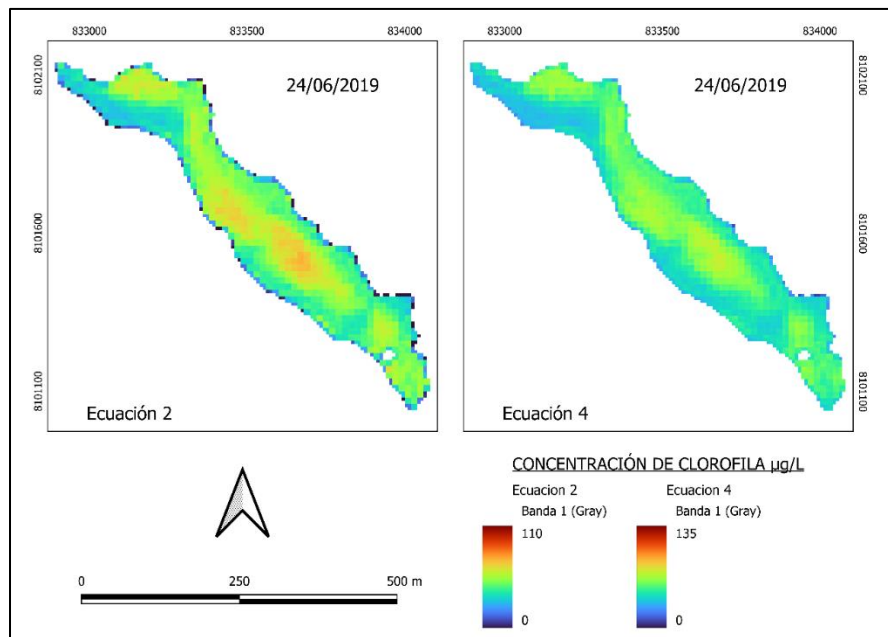 833000 833500 834000 833500 834000
8102100
24/06/2019
24/06/2019
8102100
8101600
8101600
8101100
8101100
Ecuación 2
Ecuación 4
CONCENTRACIÓN DE CLOROFILA µg/L
Ecuacion 2 Ecuacion 4
Banda 1 (Gray) Banda 1 (Gray)
110 135
0 0
0 250 500 m